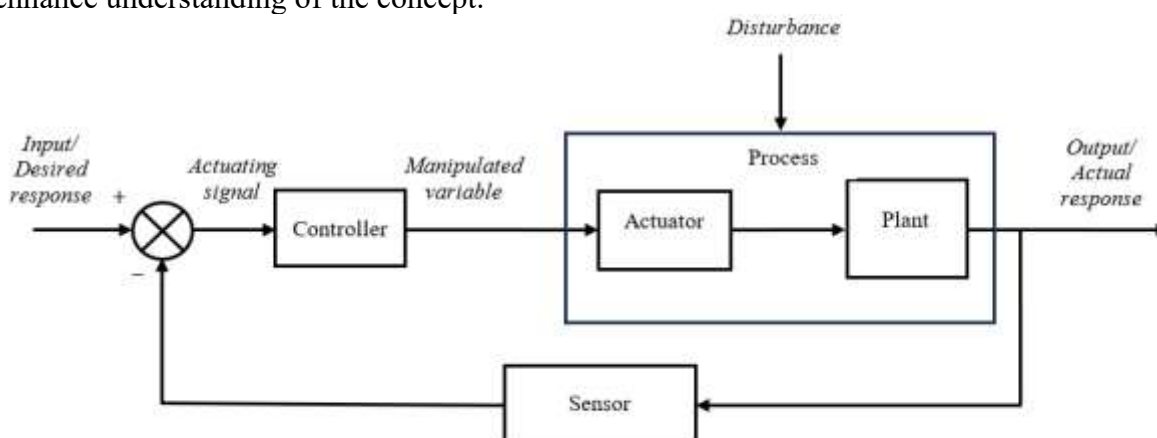 enhance understanding of the concept.
Disturbance
Input/
Desired
response
+
Actuating
signal
Manipulated
variable
Process
Output/
Actual
response
Controller
Actuator
Plant
−
Sensor